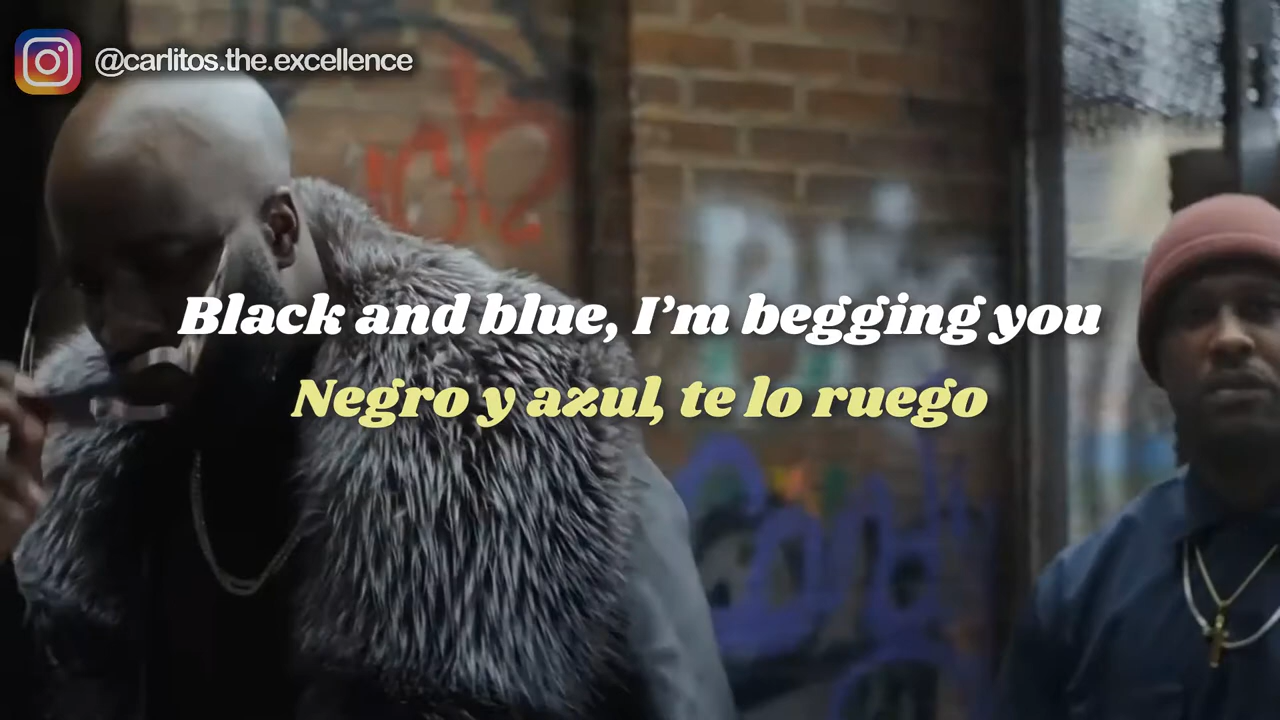 @carlitos.the.excellence
Black and blue, I'm begging you
Negro y azul, te lo ruego